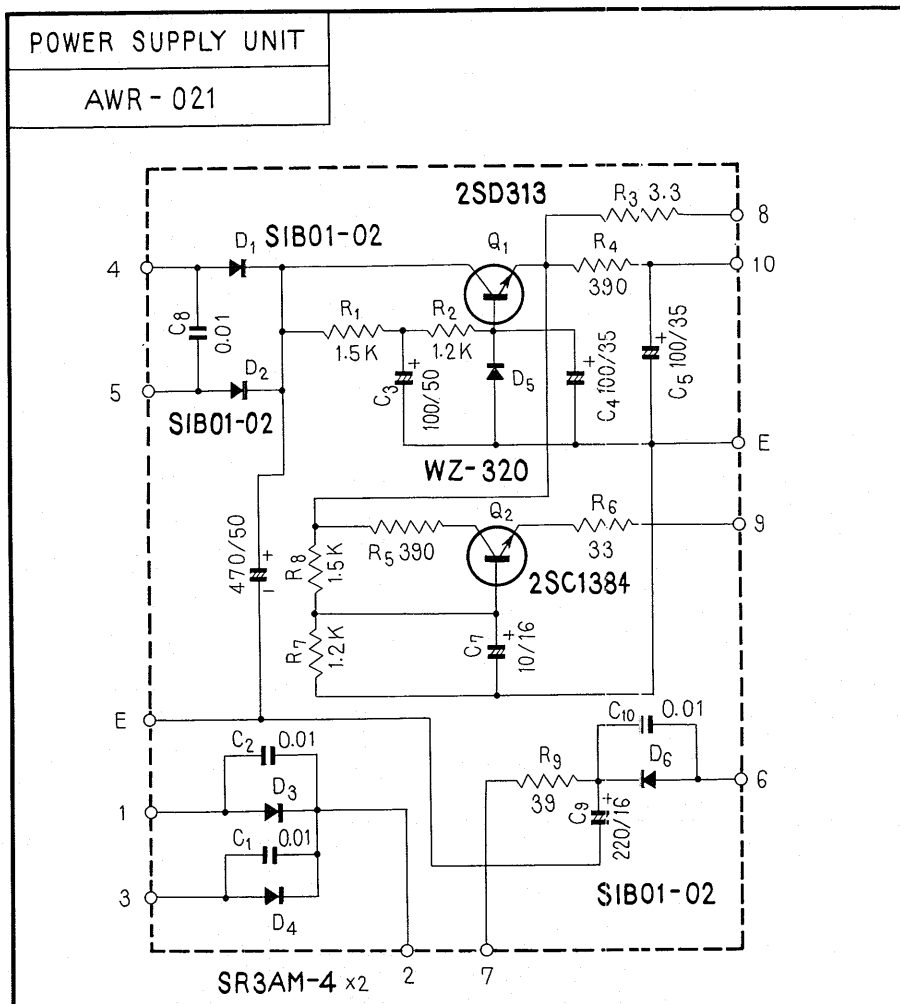 POWER SUPPLY UNIT
AWR-021
2SD313
R3 3.3
8
SIB01-02
D1
Q1
R4
4
10
390
C8
0.01
R1
R2
1.5K
1.2K
C3
100/50
+
D5
+
C4 100/35
+
C5 100/35
5
D2
SIB01-02
E
WZ-320
Q2
R6
9
R5 390
33
470/50
+
−
R8
1.5K
2SC1384
R7
1.2K
C7
+
10/16
E
C10 0.01
C2 0.01
R9
D6
6
D3
39
C9
+
220/16
1
C1 0.01
3
D4
SIB01-02
SR3AM-4 x2
2
7